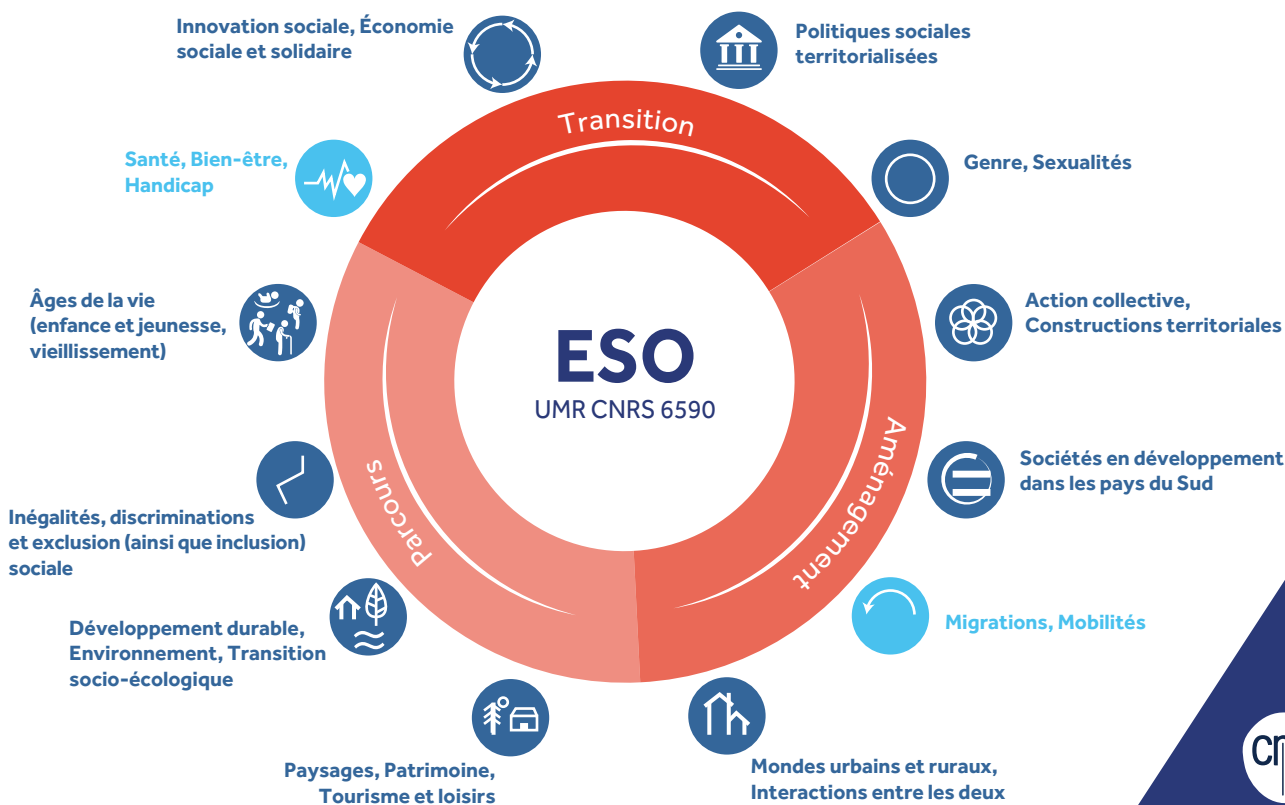 Innovation sociale, Économie
sociale et solidaire
Politiques sociales
territorialisées
Transition
Santé, Bien-être,
Handicap
Genre, Sexualités
Âges de la vie
(enfance et jeunesse,
vieillissement)
Action collective,
Constructions territoriales
ESO
UMR CNRS 6590
Parcours
Aménagement
Sociétés en développement
dans les pays du Sud
Inégalités, discriminations
et exclusion (ainsi que inclusion)
sociale
Développement durable,
Environnement, Transition
socio-écologique
Migrations, Mobilités
Paysages, Patrimoine,
Tourisme et loisirs
Mondes urbains et ruraux,
Interactions entre les deux